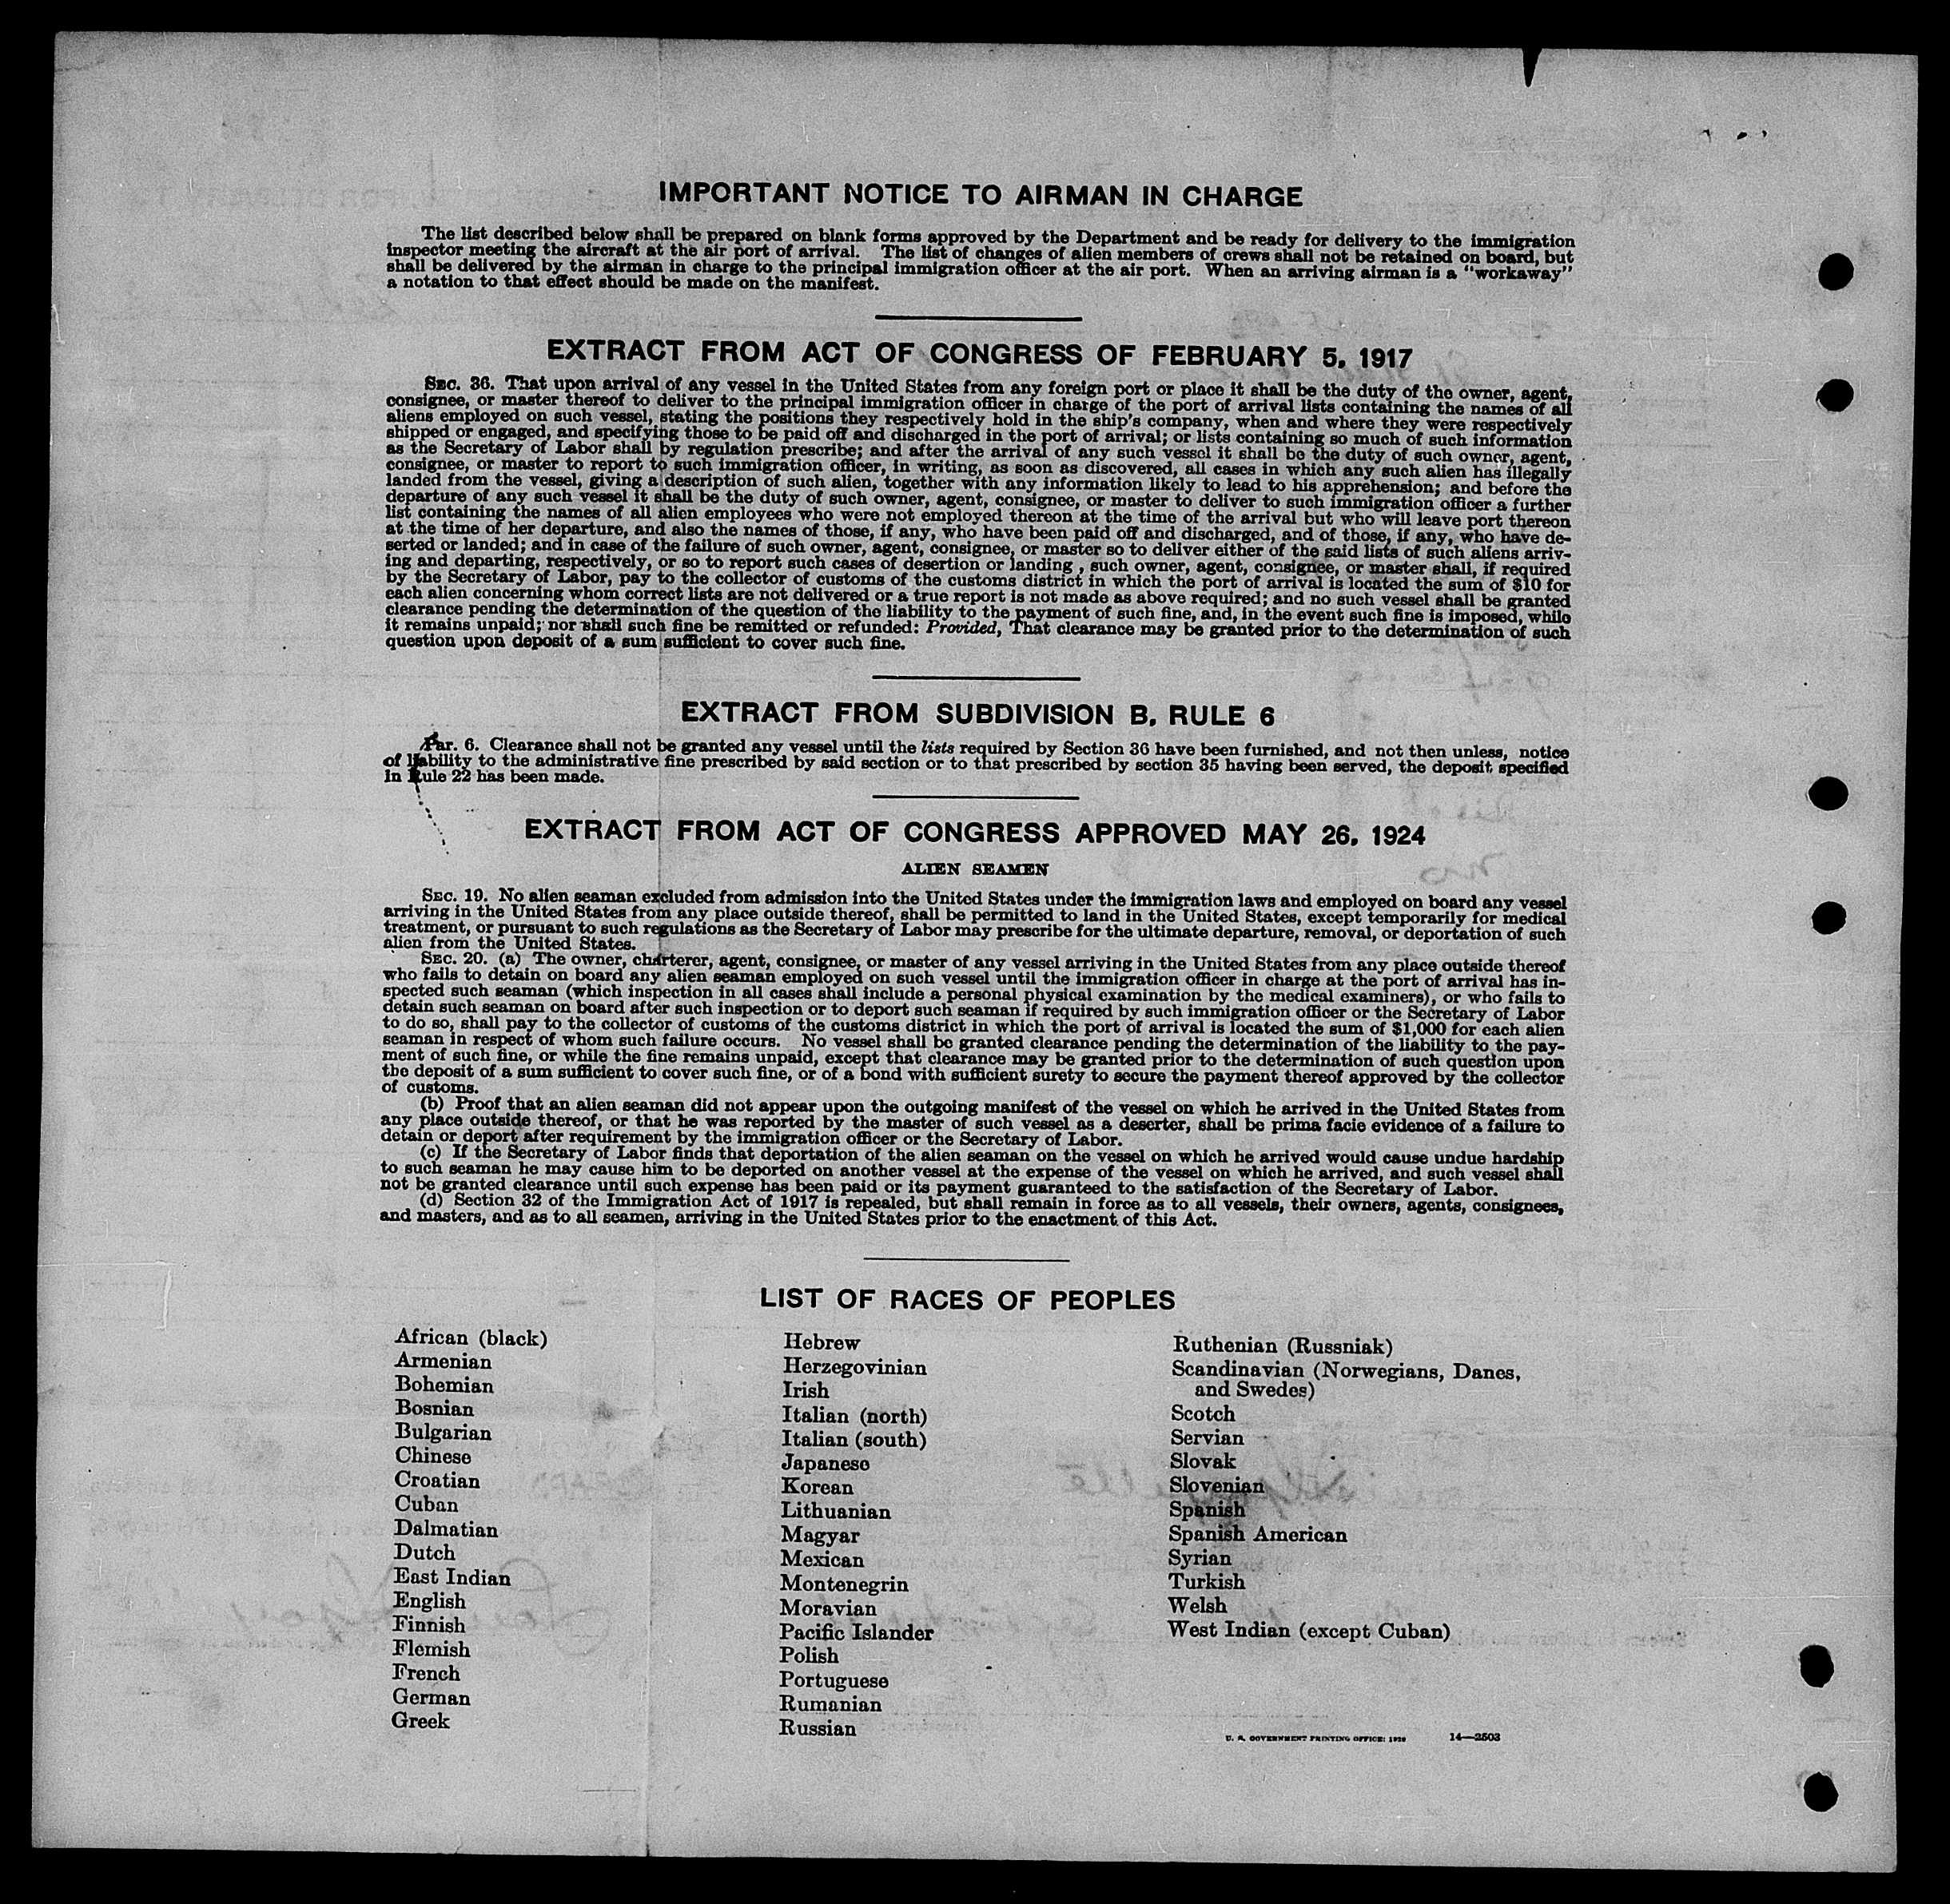 IMPORTANT NOTICE TO AIRMAN IN CHARGE
The list described below shall be prepared on blank forms approved by the Department and be ready for delivery to the immigration
inspector meeting the aircraft at the air port of arrival. The list of changes of alien members of crews shall not be retained on board, but
shall be delivered by the airman in charge to the principal immigration officer at the air port. When an arriving airman is a "workaway"
a notation to that effect should be made on the manifest.
EXTRACT FROM ACT OF CONGRESS OF FEBRUARY 5, 1917
SEC. 36. That upon arrival of any vessel in the United States from any foreign port or place it shall be the duty of the owner, agent,
consignee, or master thereof to deliver to the principal immigration officer in charge of the port of arrival lists containing the names of all
aliens employed on such vessel, stating the positions they respectively hold in the ship's company, when and where they were respectively
shipped or engaged, and specifying those to be paid off and discharged in the port of arrival; or lists containing so much of such information
as the Secretary of Labor shall by regulation prescribe; and after the arrival of any such vessel it shall be the duty of such owner, agent,
consignee, or master to report to such immigration officer, in writing, as soon as discovered, all cases in which any such alien has illegally
landed from the vessel, giving a description of such alien, together with any information likely to lead to his apprehension; and before the
departure of any such vessel it shall be the duty of such owner, agent, consignee, or master to deliver to such immigration officer a further
list containing the names of all alien employees who were not employed thereon at the time of the arrival but who will leave port thereon
at the time of her departure, and also the names of those, if any, who have been paid off and discharged, and of those, if any, who have de-
serted or landed; and in case of the failure of such owner, agent, consignee, or master so to deliver either of the said lists of such aliens arriv-
ing and departing, respectively, or so to report such cases of desertion or landing , such owner, agent, consignee, or master shall, if required
by the Secretary of Labor, pay to the collector of customs of the customs district in which the port of arrival is located the sum of $10 for
each alien concerning whom correct lists are not delivered or a true report is not made as above required; and no such vessel shall be granted
clearance pending the determination of the question of the liability to the payment of such fine, and, in the event such fine is imposed, while
it remains unpaid; nor shall such fine be remitted or refunded: Provided, That clearance may be granted prior to the determination of such
question upon deposit of a sum sufficient to cover such fine.
EXTRACT FROM SUBDIVISION B, RULE 6
Par. 6. Clearance shall not be granted any vessel until the lists required by Section 36 have been furnished, and not then unless, notice
of liability to the administrative fine prescribed by said section or to that prescribed by section 35 having been served, the deposit specified
in Rule 22 has been made.
EXTRACT FROM ACT OF CONGRESS APPROVED MAY 26, 1924
ALIEN SEAMEN
SEC. 19. No alien seaman excluded from admission into the United States under the immigration laws and employed on board any vessel
arriving in the United States from any place outside thereof, shall be permitted to land in the United States, except temporarily for medical
treatment, or pursuant to such regulations as the Secretary of Labor may prescribe for the ultimate departure, removal, or deportation of such
alien from the United States.
SEC. 20. (a) The owner, charterer, agent, consignee, or master of any vessel arriving in the United States from any place outside thereof
who fails to detain on board any alien seaman employed on such vessel until the immigration officer in charge at the port of arrival has in-
spected such seaman (which inspection in all cases shall include a personal physical examination by the medical examiners), or who fails to
detain such seaman on board after such inspection or to deport such seaman if required by such immigration officer or the Secretary of Labor
to do so, shall pay to the collector of customs of the customs district in which the port of arrival is located the sum of $1,000 for each alien
seaman in respect of whom such failure occurs. No vessel shall be granted clearance pending the determination of the liability to the pay-
ment of such fine, or while the fine remains unpaid, except that clearance may be granted prior to the determination of such question upon
the deposit of a sum sufficient to cover such fine, or of a bond with sufficient surety to secure the payment thereof approved by the collector
of customs.
(b) Proof that an alien seaman did not appear upon the outgoing manifest of the vessel on which he arrived in the United States from
any place outside thereof, or that he was reported by the master of such vessel as a deserter, shall be prima facie evidence of a failure to
detain or deport after requirement by the immigration officer or the Secretary of Labor.
(c) If the Secretary of Labor finds that deportation of the alien seaman on the vessel on which he arrived would cause undue hardship
to such seaman he may cause him to be deported on another vessel at the expense of the vessel on which he arrived, and such vessel shall
not be granted clearance until such expense has been paid or its payment guaranteed to the satisfaction of the Secretary of Labor.
(d) Section 32 of the Immigration Act of 1917 is repealed, but shall remain in force as to all vessels, their owners, agents, consignees,
and masters, and as to all seamen, arriving in the United States prior to the enactment of this Act.
LIST OF RACES OF PEOPLES
African (black)
Armenian
Bohemian
Bosnian
Bulgarian
Chinese
Croatian
Cuban
Dalmatian
Dutch
East Indian
English
Finnish
Flemish
French
German
Greek
Hebrew
Herzegovinian
Irish
Italian (north)
Italian (south)
Japanese
Korean
Lithuanian
Magyar
Mexican
Montenegrin
Moravian
Pacific Islander
Polish
Portuguese
Rumanian
Russian
Ruthenian (Russniak)
Scandinavian (Norwegians, Danes,
and Swedes)
Scotch
Servian
Slovak
Slovenian
Spanish
Spanish American
Syrian
Turkish
Welsh
West Indian (except Cuban)
U. S. GOVERNMENT PRINTING OFFICE: 1929 14—2503